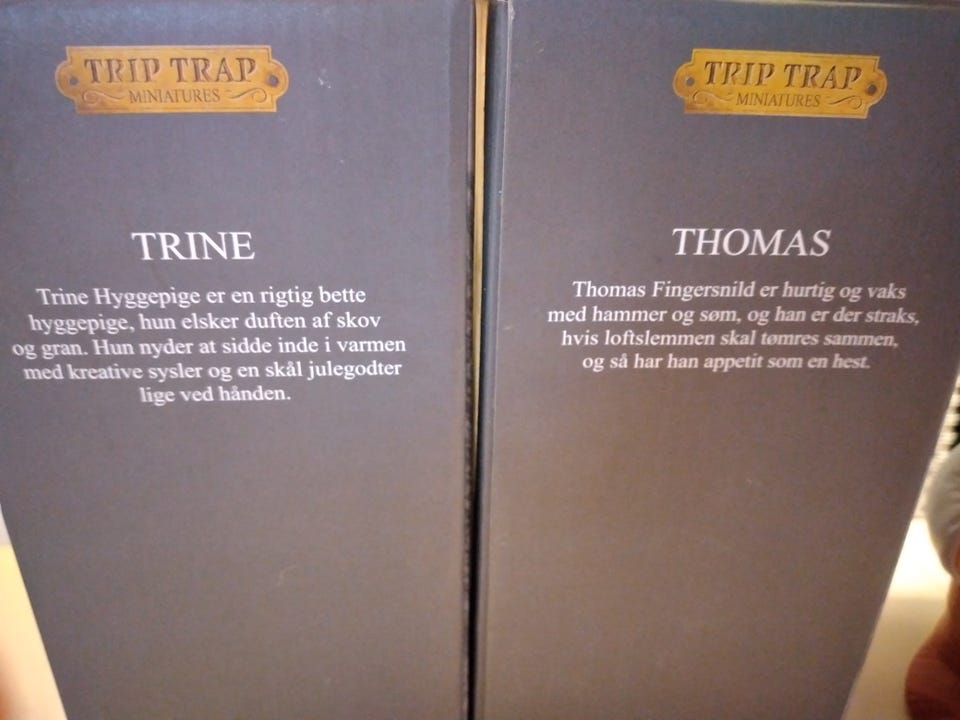 TRIP TRAP
MINIATURES
TRINE
Trine Hyggepige er en rigtig bette
hyggepige, hun elsker duften af skov
og gran. Hun nyder at sidde inde i varmen
med kreative sysler og en skål julegodter
lige ved hånden.
TRIP TRAP
MINIATURES
THOMAS
Thomas Fingersnild er hurtig og vaks
med hammer og søm, og han er der straks,
hvis loftslemmen skal tømres sammen,
og så har han appetit som en hest.